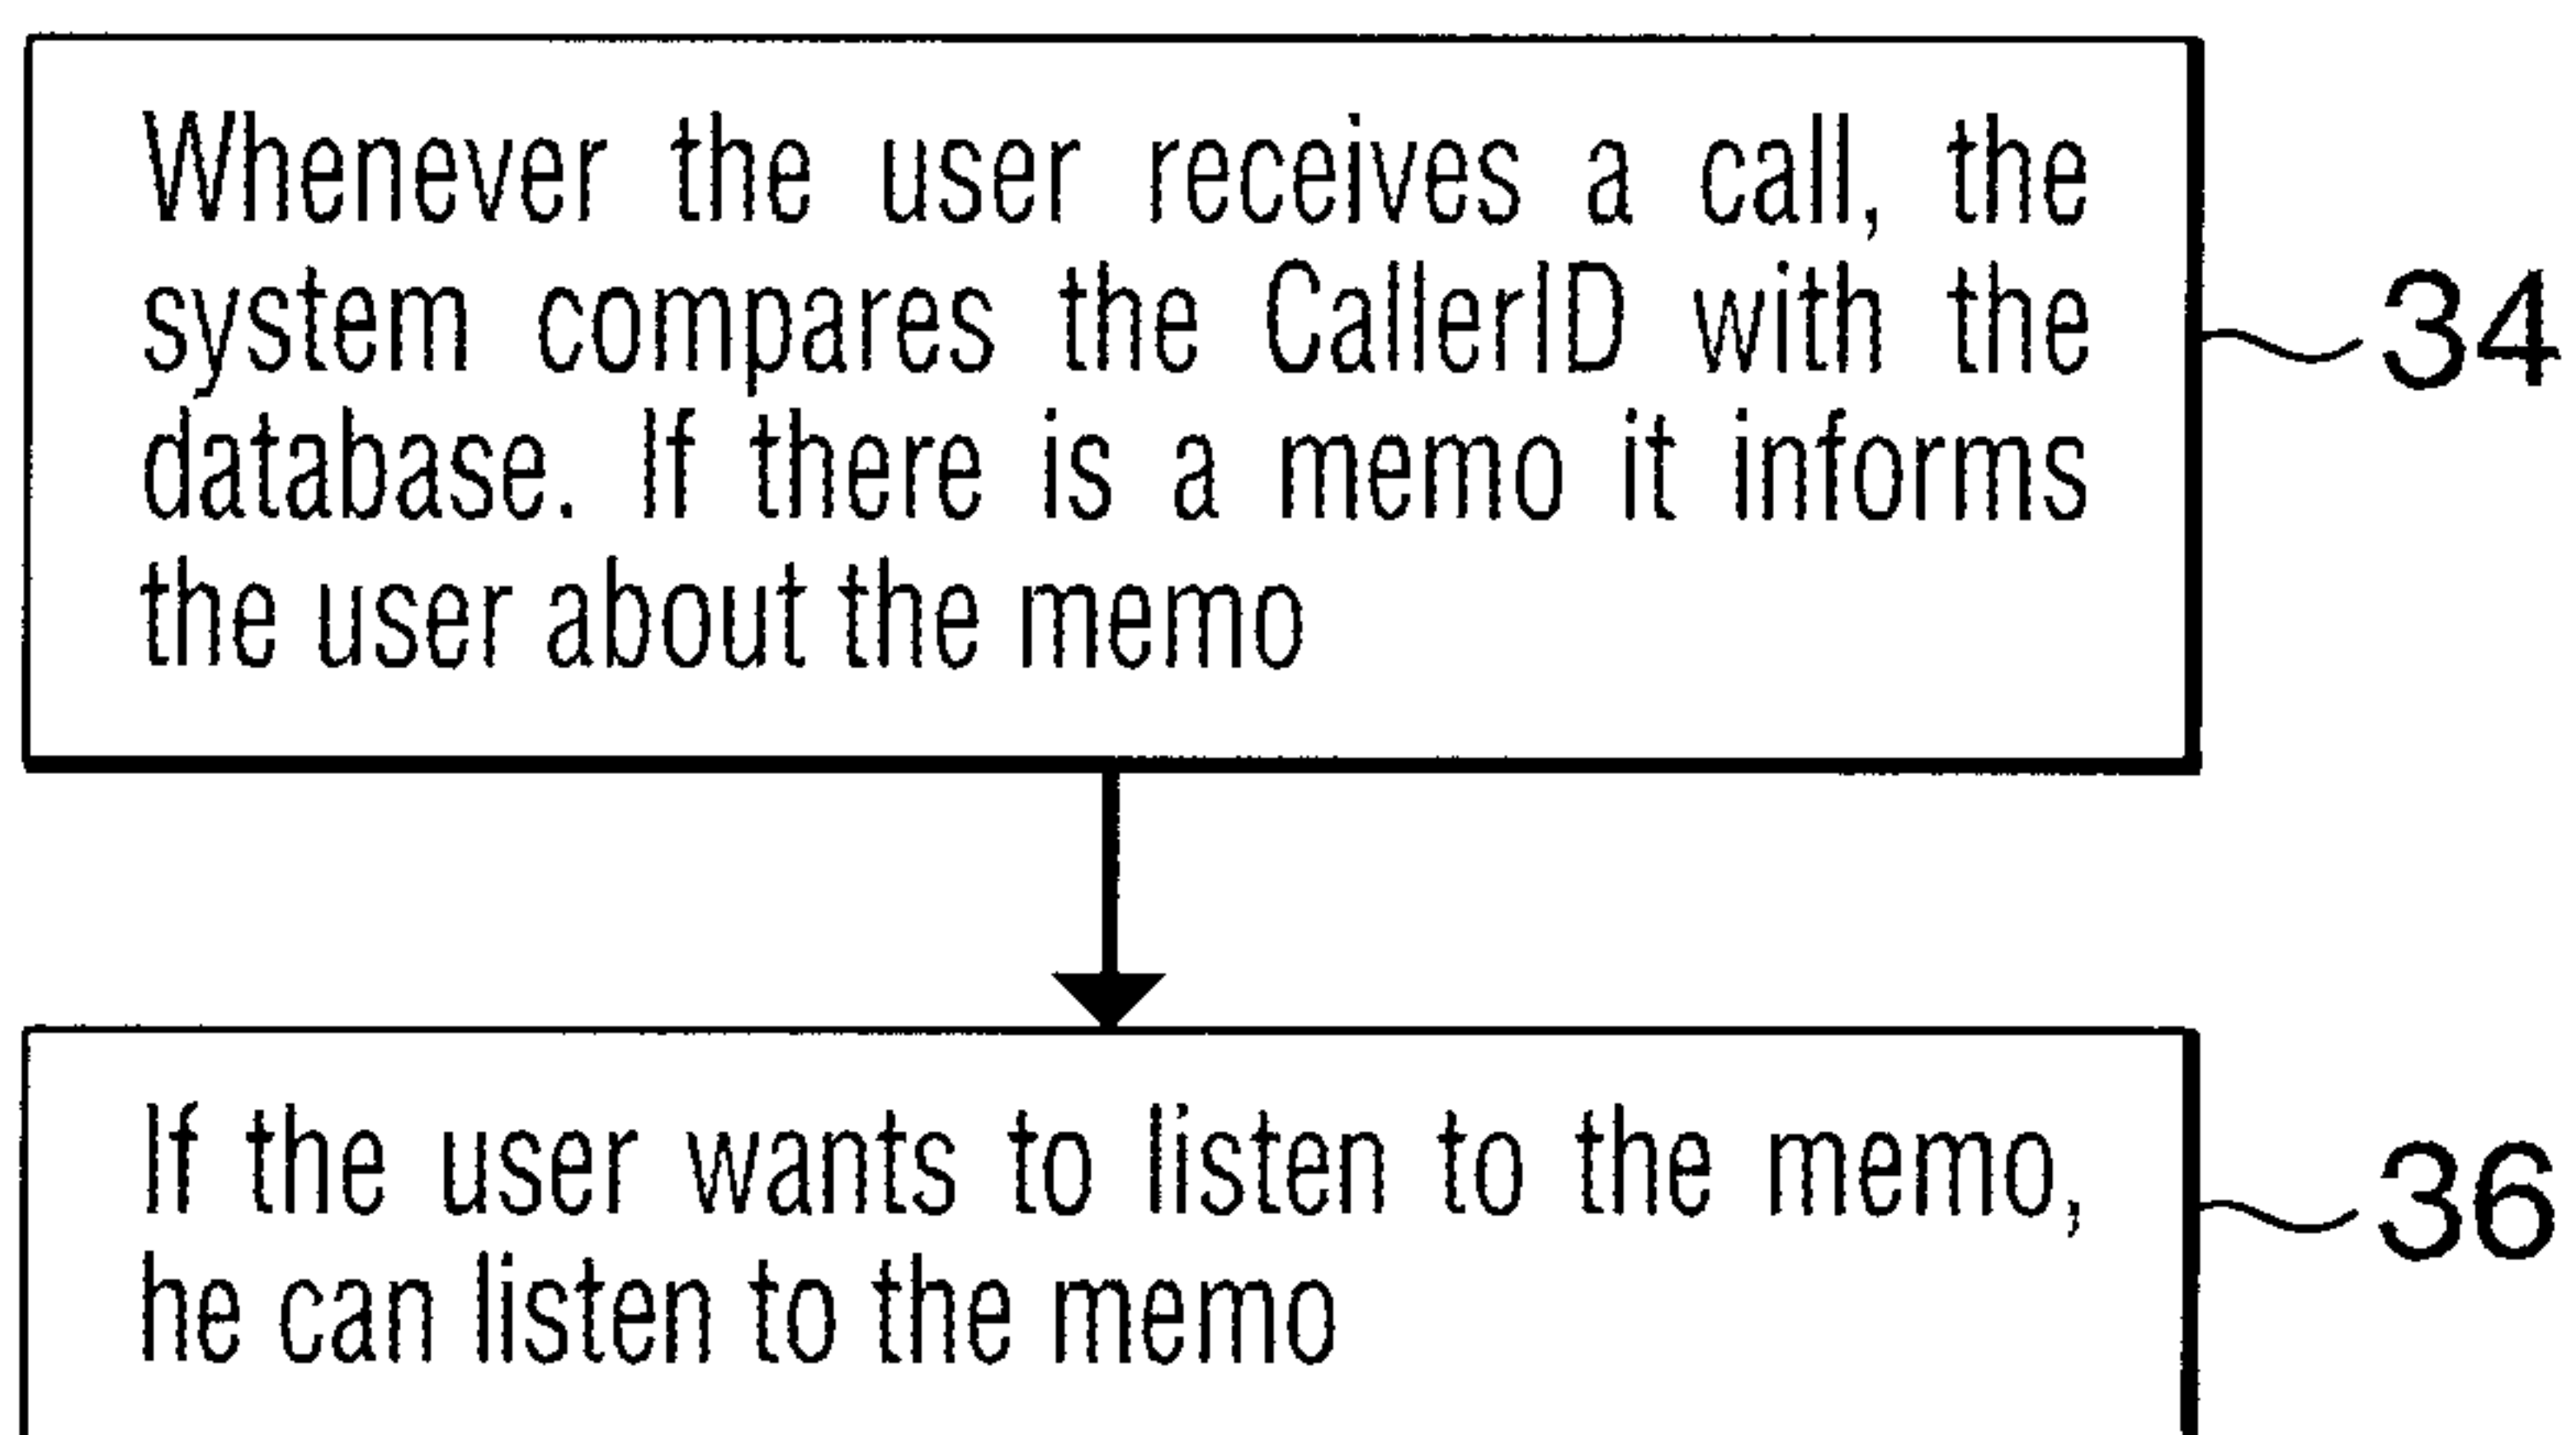 Whenever the user receives a call, the
system compares the CallerID with the
database. If there is a memo it informs
the user about the memo
34
If the user wants to listen to the memo,
he can listen to the memo
36